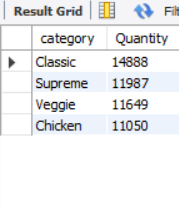 Result Grid
category Quantity
Classic 14888
Supreme 11987
Veggie 11649
Chicken 11050